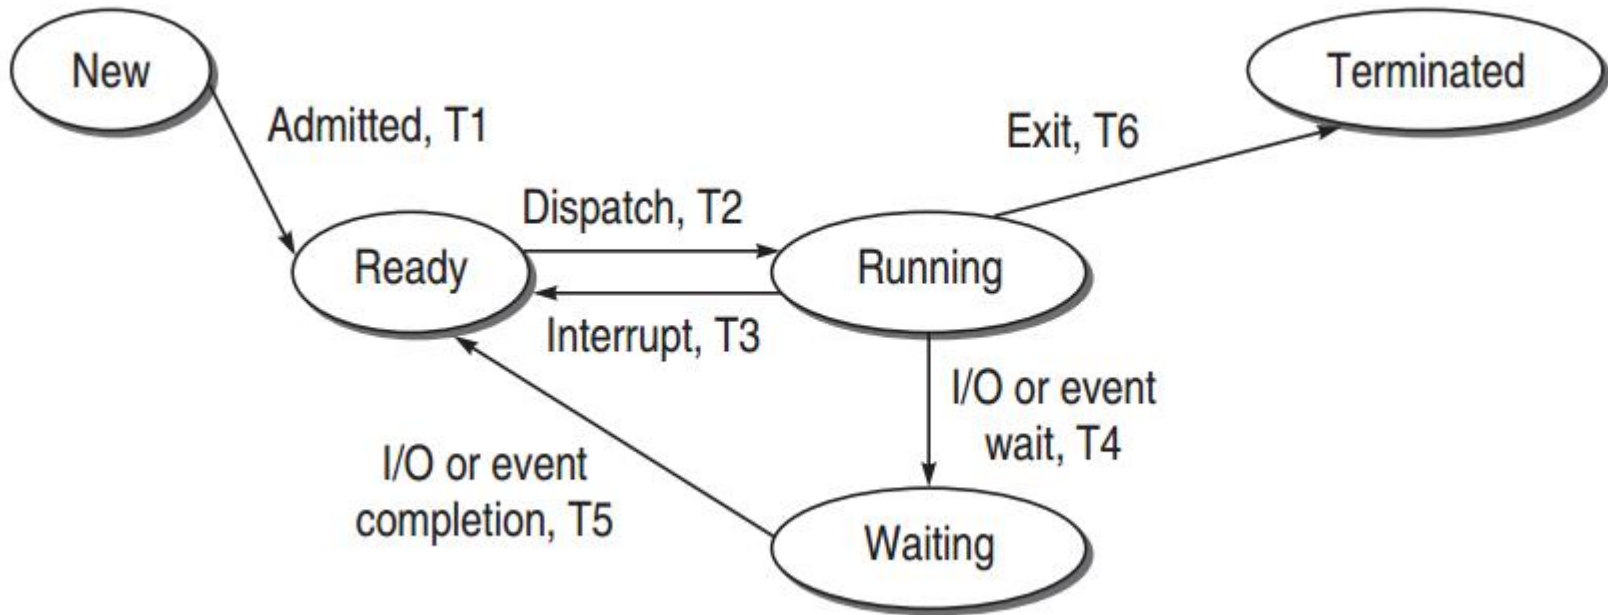 New
Terminated
Admitted, T1
Exit, T6
Dispatch, T2
Ready
Running
Interrupt, T3
I/O or event
wait, T4
I/O or event
completion, T5
Waiting